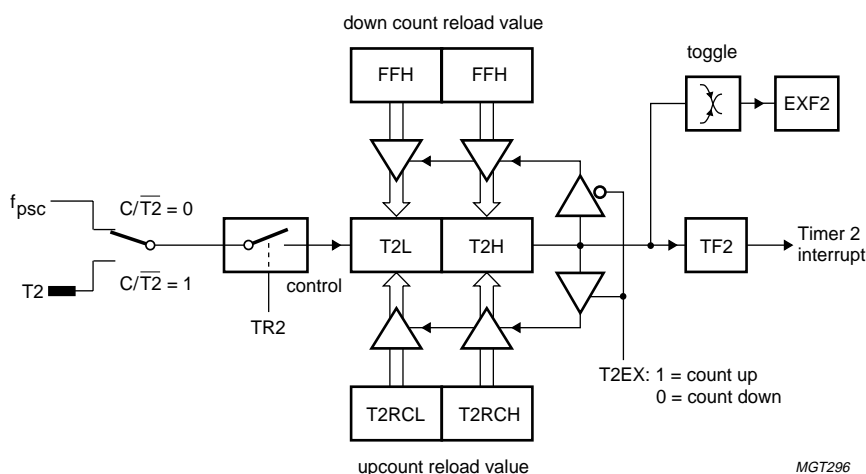 down count reload value
toggle
FFH
FFH
EXF2
fpsc
C/T2 = 0
T2L
T2H
TF2
Timer 2
interrupt
C/T2 = 1
T2
control
TR2
T2EX: 1 = count up
0 = count down
T2RCL
T2RCH
upcount reload value
MGT296